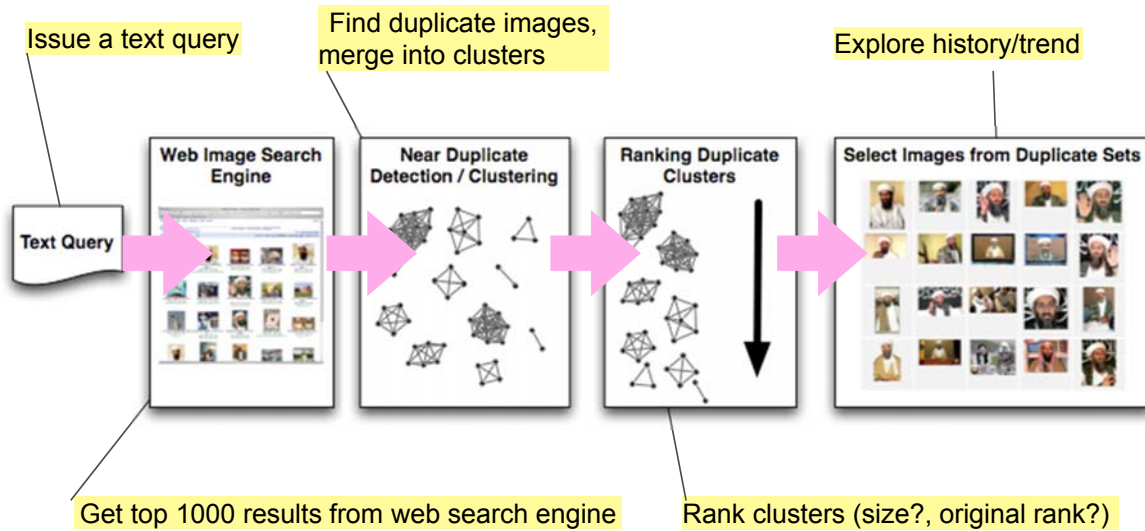 Issue a text query
Find duplicate images,
merge into clusters
Explore history/trend
Text Query
Web Image Search
Engine
Near Duplicate
Detection / Clustering
Ranking Duplicate
Clusters
Select Images from Duplicate Sets
Get top 1000 results from web search engine
Rank clusters (size?, original rank?)